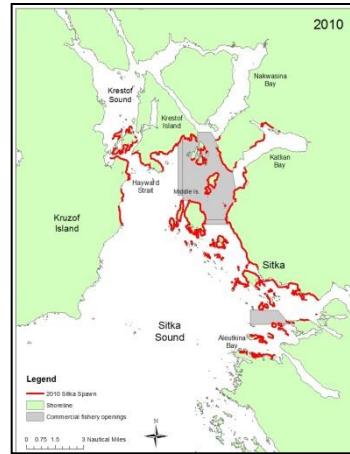 2010
Nakwasina
Bay
Krestof
Sound
Krestof
Island
Katlian
Bay
Hayward
Strait
Middle Is.
Kruzof
Island
Sitka
Sitka
Sound
Aleutkina
Bay
Legend
2010 Sitka Spawn
Shoreline
Commercial fishery openings
0 0.75 1.5 3 Nautical Miles
N